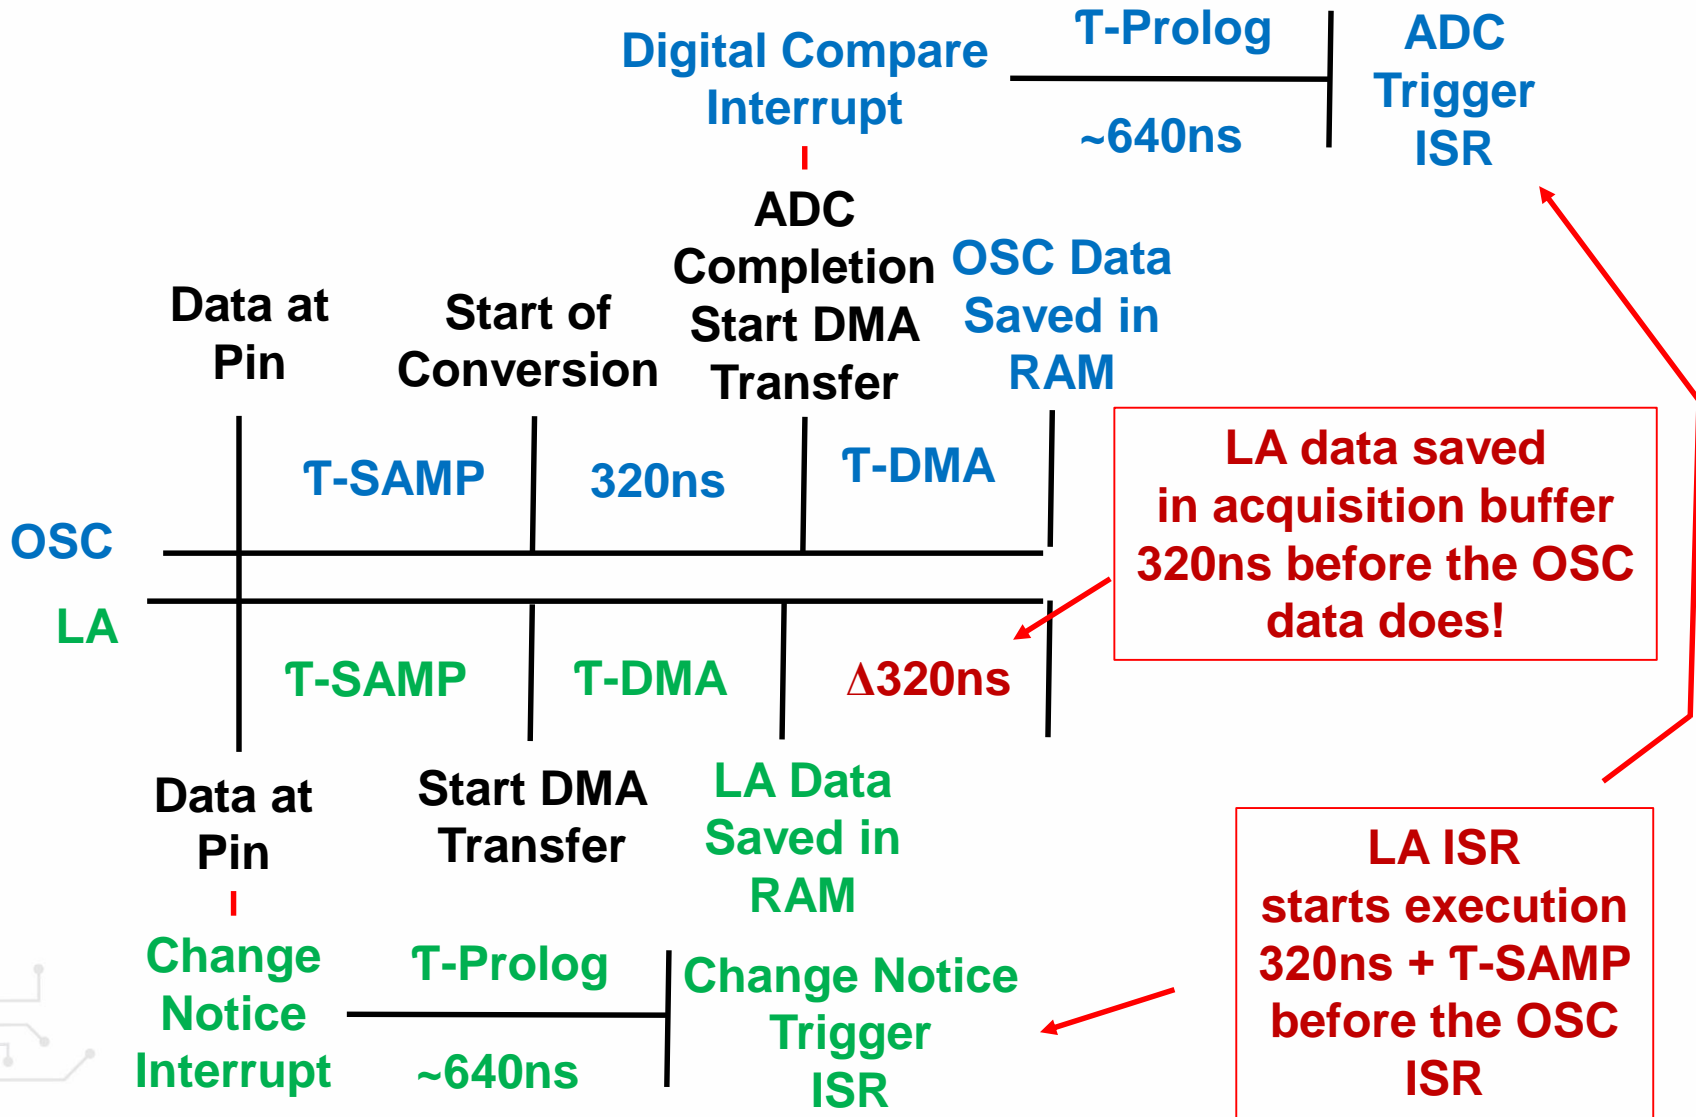 Digital Compare
Interrupt
Ƭ-Prolog
~640ns
ADC
Trigger
ISR
Data at
Pin
Start of
Conversion
ADC
Completion
Start DMA
Transfer
OSC Data
Saved in
RAM
OSC
Ƭ-SAMP
320ns
Ƭ-DMA
LA data saved
in acquisition buffer
320ns before the OSC
data does!
LA
Ƭ-SAMP
Ƭ-DMA
Δ320ns
Data at
Pin
Start DMA
Transfer
LA Data
Saved in
RAM
Change
Notice
Interrupt
Ƭ-Prolog
~640ns
Change Notice
Trigger
ISR
LA ISR
starts execution
320ns + Ƭ-SAMP
before the OSC
ISR